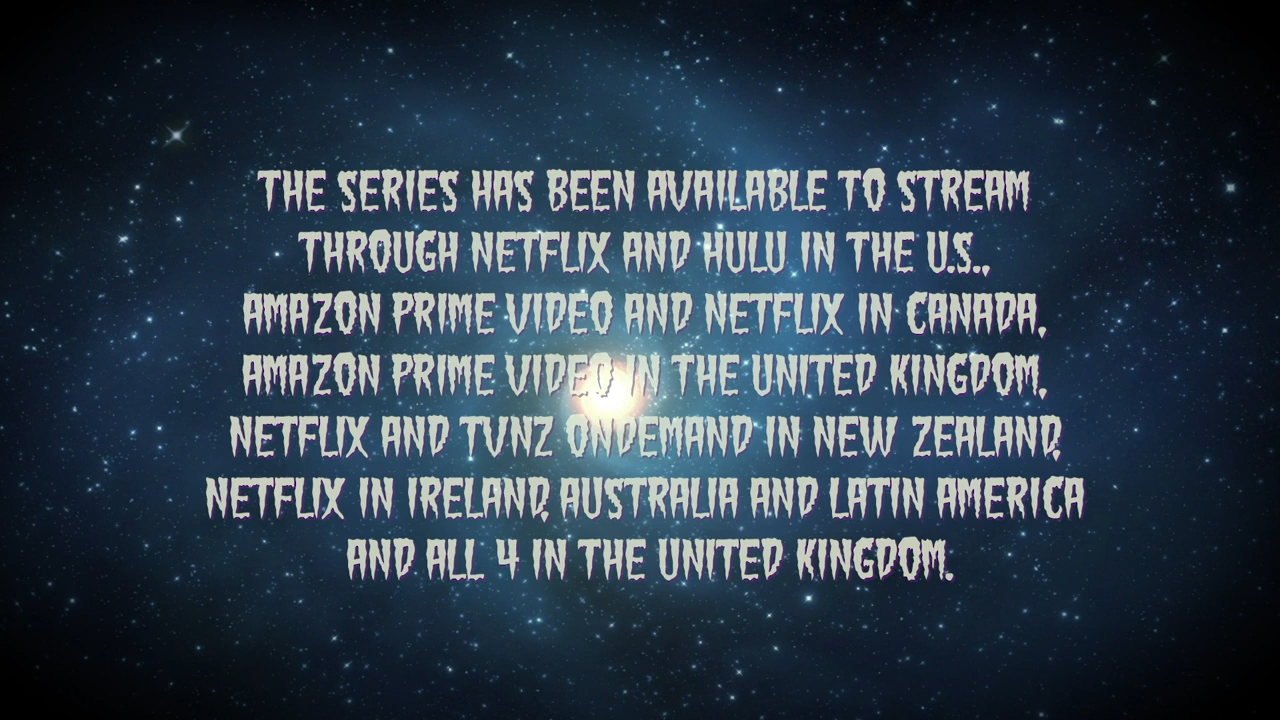 THE SERIES HAS BEEN AVAILABLE TO STREAM
THROUGH NETFLIX AND HULU IN THE U.S.,
AMAZON PRIME VIDEO AND NETFLIX IN CANADA,
AMAZON PRIME VIDEO IN THE UNITED KINGDOM,
NETFLIX AND TVNZ ONDEMAND IN NEW ZEALAND,
NETFLIX IN IRELAND, AUSTRALIA AND LATIN AMERICA
AND ALL 4 IN THE UNITED KINGDOM.